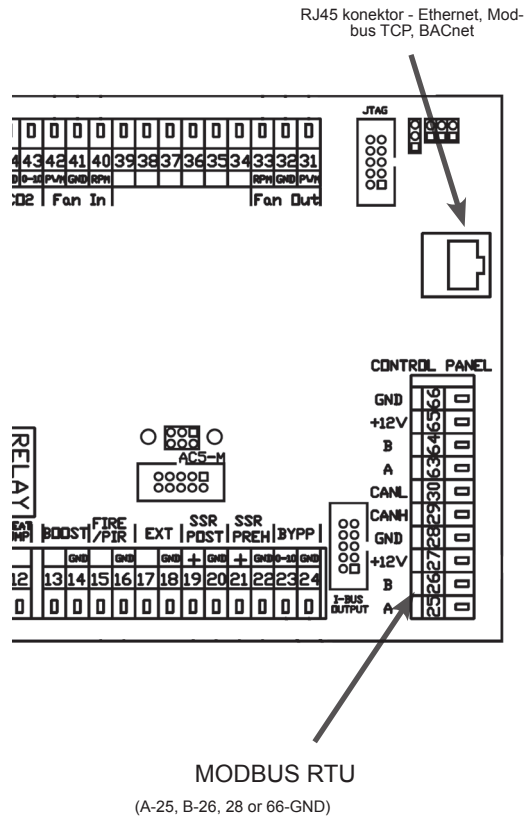 RJ45 konektor - Ethernet, Mod-
bus TCP, BACnet
JTAG
43 42 41 40 39 38 37 36 35 34 33 32 31
0-10 PWM GND RPM RPM GND PWM
CO2 Fan In Fan Out
CONTROL PANEL
GND 66
+12V 65
B 64
A 63
CANL 30
CANH 29
GND 28
+12V 27
B 26
A 25
RELAY
AC5-M
BOOST FIRE /PIR EXT SSR POST SSR PREH BYPP
GND GND GND + GND + GND 0-10 GND
12 13 14 15 16 17 18 19 20 21 22 23 24
I-BUS
OUTPUT
MODBUS RTU
(A-25, B-26, 28 or 66-GND)